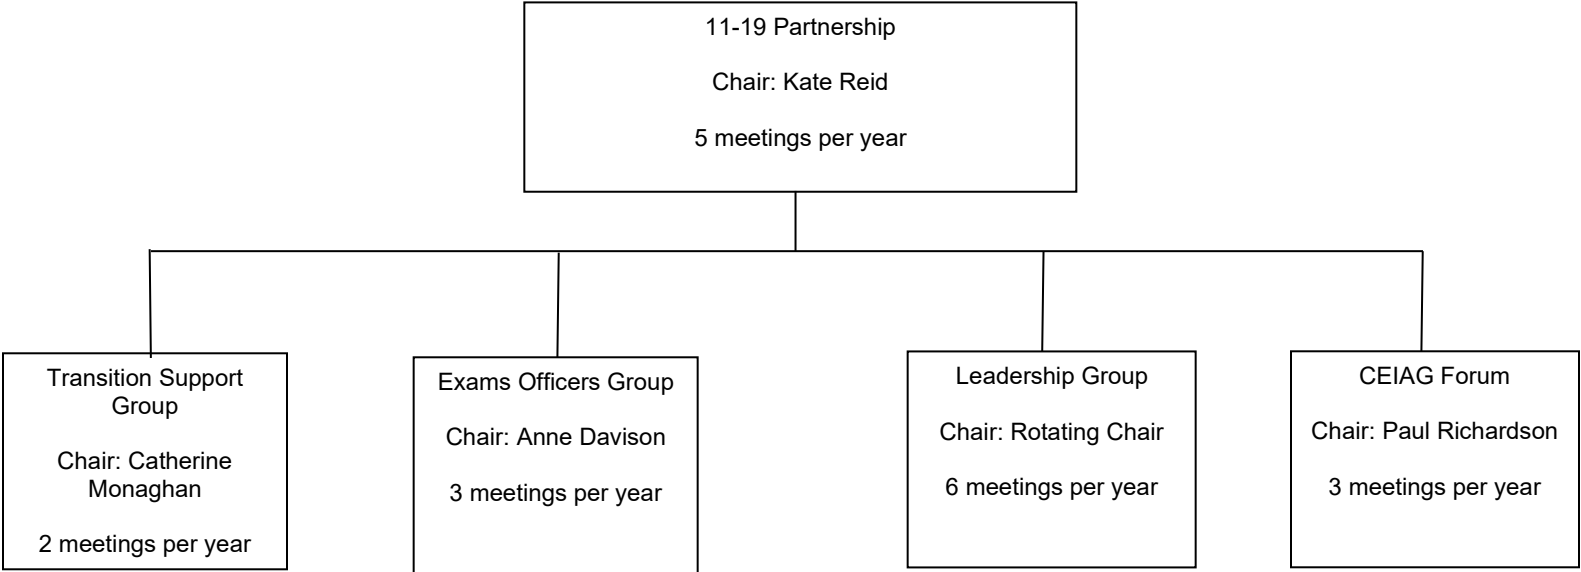 11-19 Partnership
Chair: Kate Reid
5 meetings per year
Transition Support
Group
Chair: Catherine
Monaghan
2 meetings per year
Exams Officers Group
Chair: Anne Davison
3 meetings per year
Leadership Group
Chair: Rotating Chair
6 meetings per year
CEIAG Forum
Chair: Paul Richardson
3 meetings per year